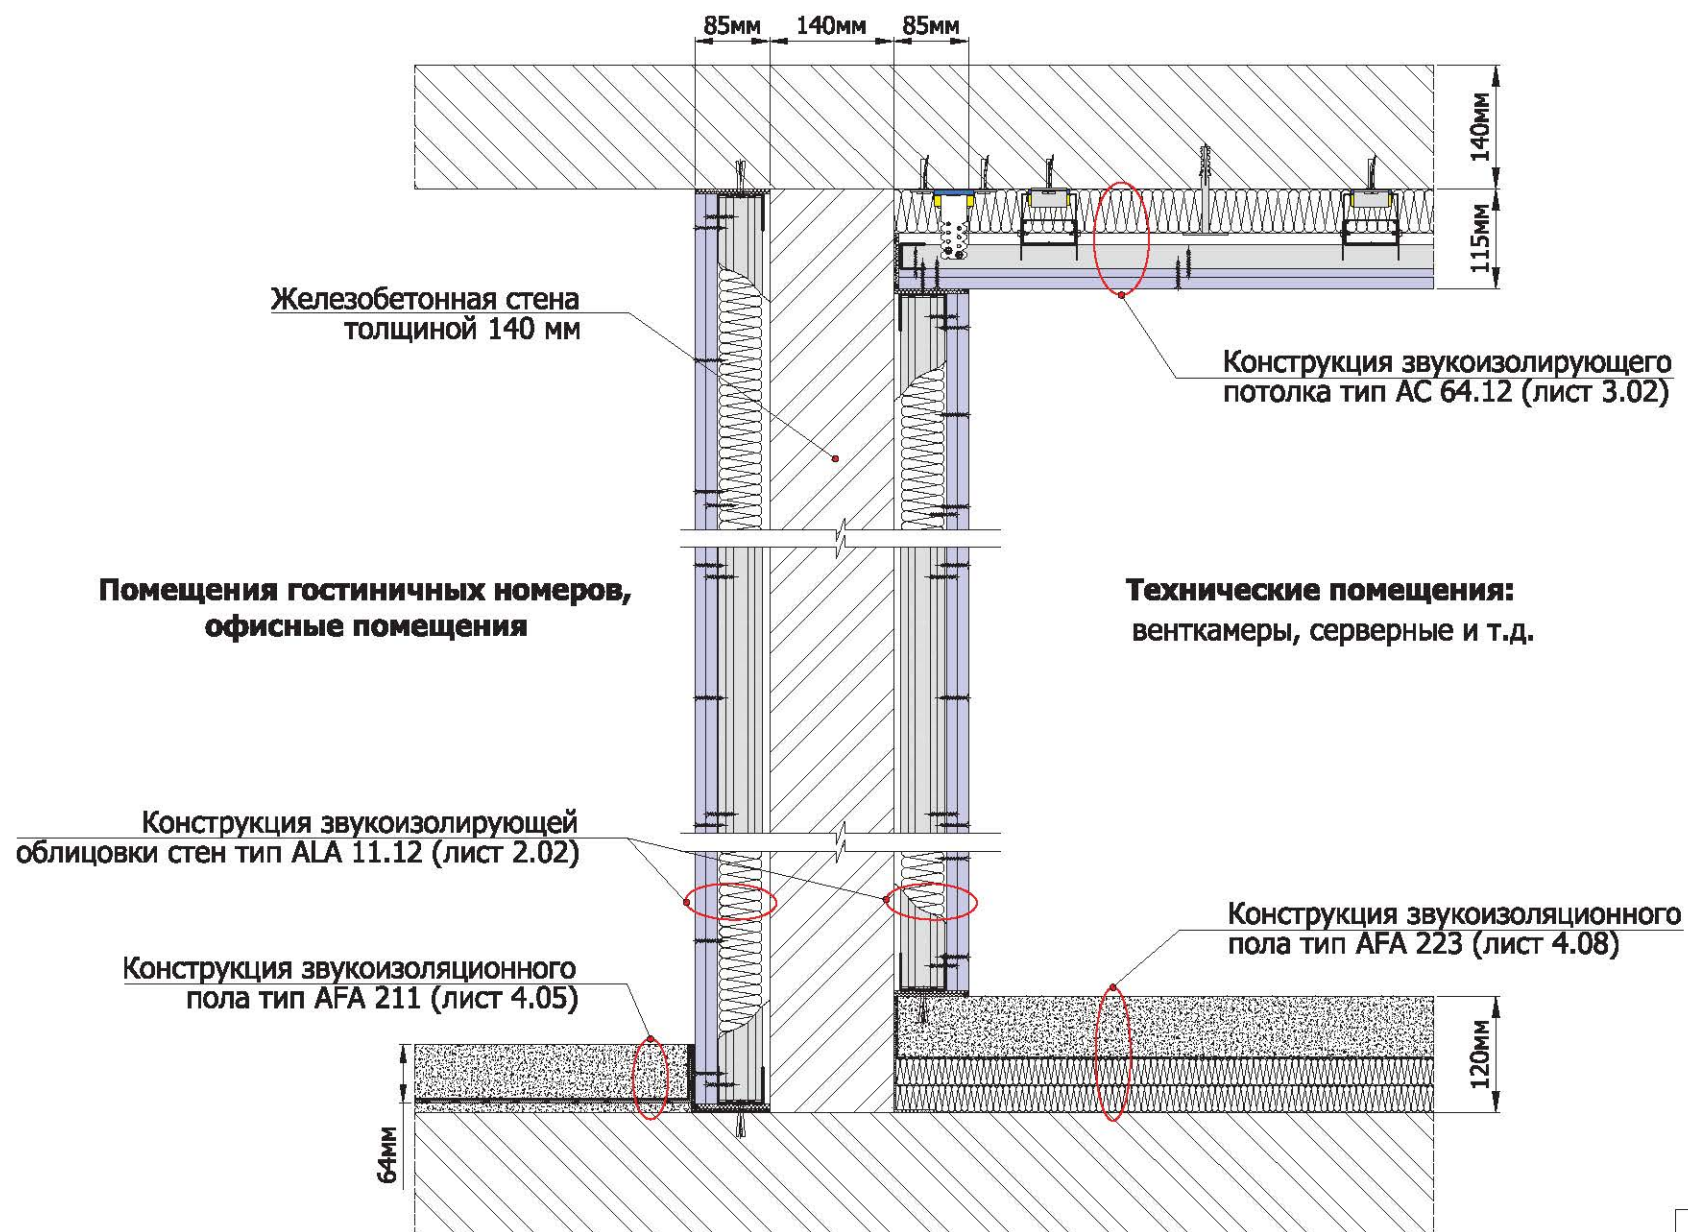 85мм 140мм 85мм
140мм
115мм
Железобетонная стена
толщиной 140 мм
Конструкция звукоизолирующего
потолка тип АС 64.12 (лист 3.02)
Помещения гостиничных номеров,
офисные помещения
Технические помещения:
венткамеры, серверные и т.д.
Конструкция звукоизолирующей
облицовки стен тип ALA 11.12 (лист 2.02)
Конструкция звукоизоляционного
пола тип AFA 223 (лист 4.08)
Конструкция звукоизоляционного
пола тип AFA 211 (лист 4.05)
120мм
64мм